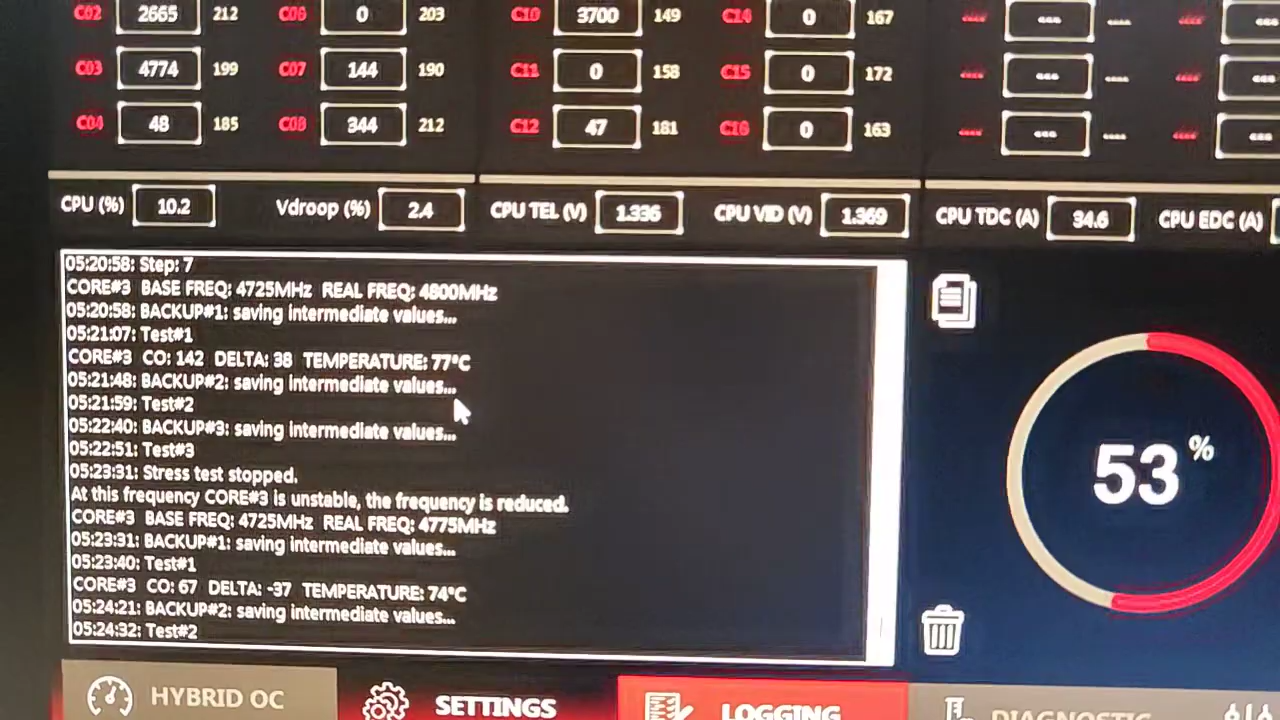 C02 2665 212 C06 0 203 C10 3700 149 C14 0 167
C03 4774 199 C07 144 190 C11 0 158 C15 0 172
C04 48 185 C08 344 212 C12 47 181 C16 0 163
CPU (%) 10.2 Vdroop (%) 2.4 CPU TEL (V) 1.336 CPU VID (V) 1.369 CPU TDC (A) 34.6 CPU EDC (A)
05:20:58: Step: 7
CORE#3 BASE FREQ: 4725MHz REAL FREQ: 4800MHz
05:20:58: BACKUP#1: saving intermediate values...
05:21:07: Test#1
CORE#3 CO: 142 DELTA: 38 TEMPERATURE: 77°C
05:21:48: BACKUP#2: saving intermediate values...
05:21:59: Test#2
05:22:40: BACKUP#3: saving intermediate values...
05:22:51: Test#3
05:23:31: Stress test stopped.
At this frequency CORE#3 is unstable, the frequency is reduced.
CORE#3 BASE FREQ: 4725MHz REAL FREQ: 4775MHz
05:23:31: BACKUP#1: saving intermediate values...
05:23:40: Test#1
CORE#3 CO: 67 DELTA: -37 TEMPERATURE: 74°C
05:24:21: BACKUP#2: saving intermediate values...
05:24:32: Test#2
53 %
HYBRID OC SETTINGS LOGGING DIAGNOSTIC